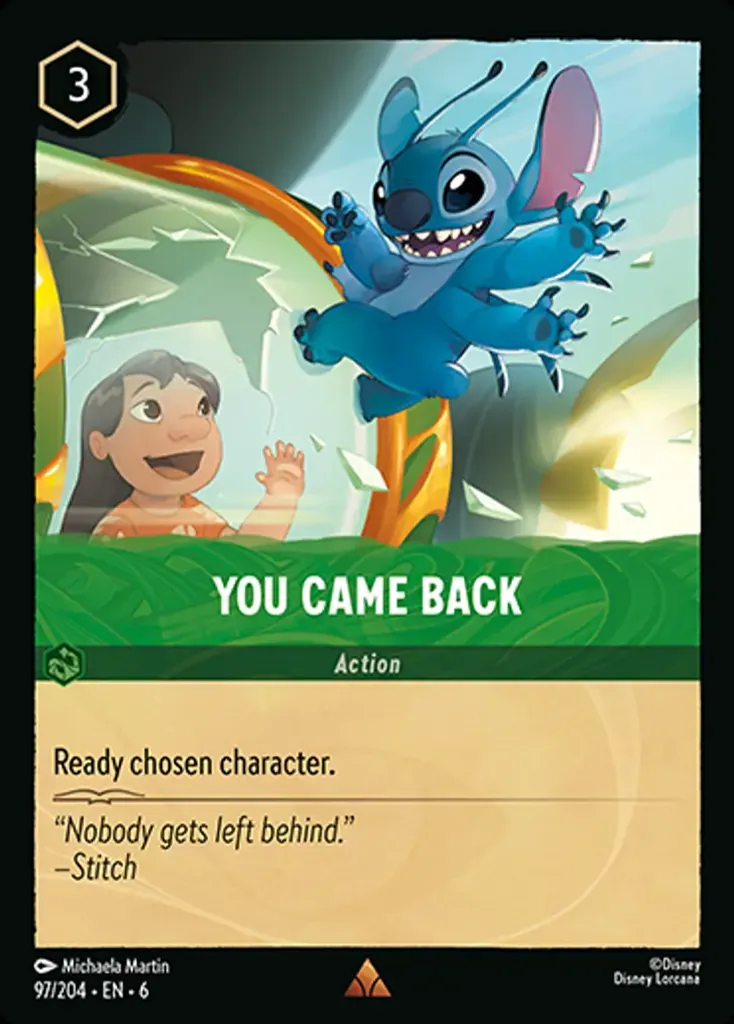 3
YOU CAME BACK
Action
Ready chosen character.
“Nobody gets left behind.”
–Stitch
Michaela Martin
©Disney
97/204 • EN • 6
Disney Lorcana